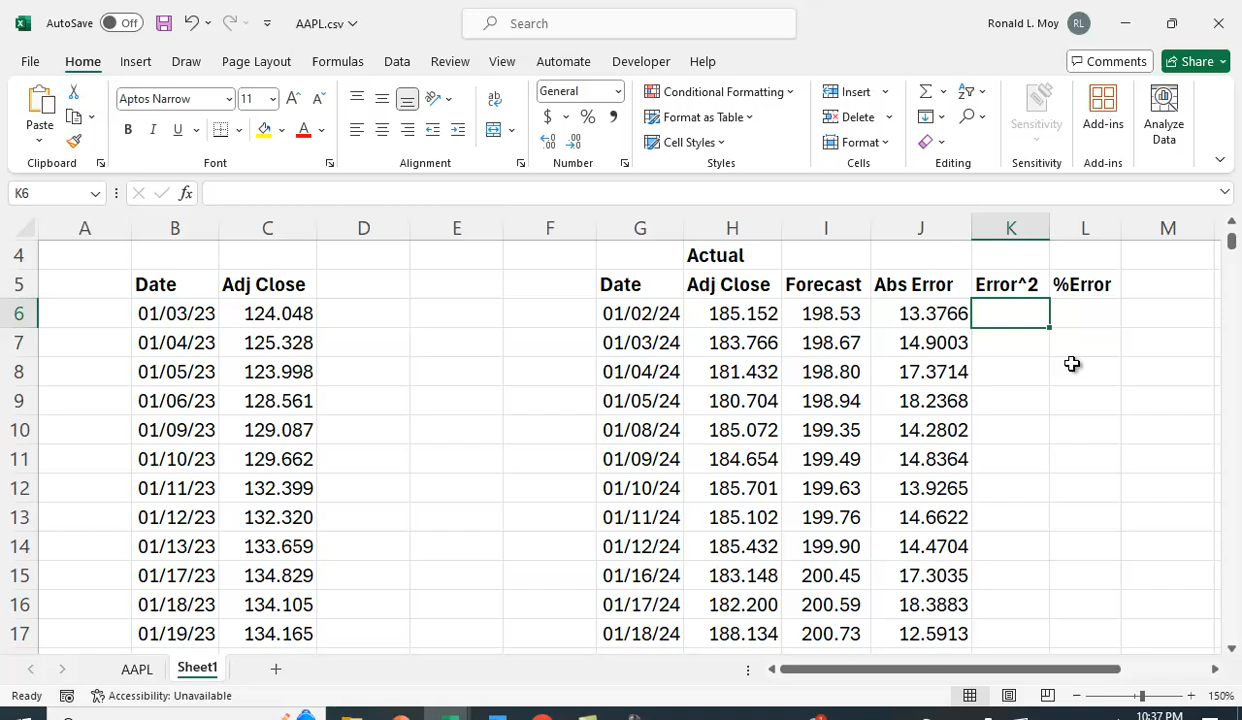 AutoSave Off AAPL.csv Search Ronald L. Moy RL
File Home Insert Draw Page Layout Formulas Data Review View Automate Developer Help Comments Share
Paste Aptos Narrow 11 A A ab General Conditional Formatting Insert Σ Sensitivity Add-ins Analyze Data
B I U A $ % Format as Table Delete
Cell Styles Format
Clipboard Font Alignment Number Styles Cells Editing Sensitivity Add-ins
K6 fx
A B C D E F G H I J K L M
4 Actual
5 Date Adj Close Date Adj Close Forecast Abs Error Error^2 %Error
6 01/03/23 124.048 01/02/24 185.152 198.53 13.3766
7 01/04/23 125.328 01/03/24 183.766 198.67 14.9003
8 01/05/23 123.998 01/04/24 181.432 198.80 17.3714
9 01/06/23 128.561 01/05/24 180.704 198.94 18.2368
10 01/09/23 129.087 01/08/24 185.072 199.35 14.2802
11 01/10/23 129.662 01/09/24 184.654 199.49 14.8364
12 01/11/23 132.399 01/10/24 185.701 199.63 13.9265
13 01/12/23 132.320 01/11/24 185.102 199.76 14.6622
14 01/13/23 133.659 01/12/24 185.432 199.90 14.4704
15 01/17/23 134.829 01/16/24 183.148 200.45 17.3035
16 01/18/23 134.105 01/17/24 182.200 200.59 18.3883
17 01/19/23 134.165 01/18/24 188.134 200.73 12.5913
AAPL Sheet1
Ready Accessibility: Unavailable 150%
10:37 PM